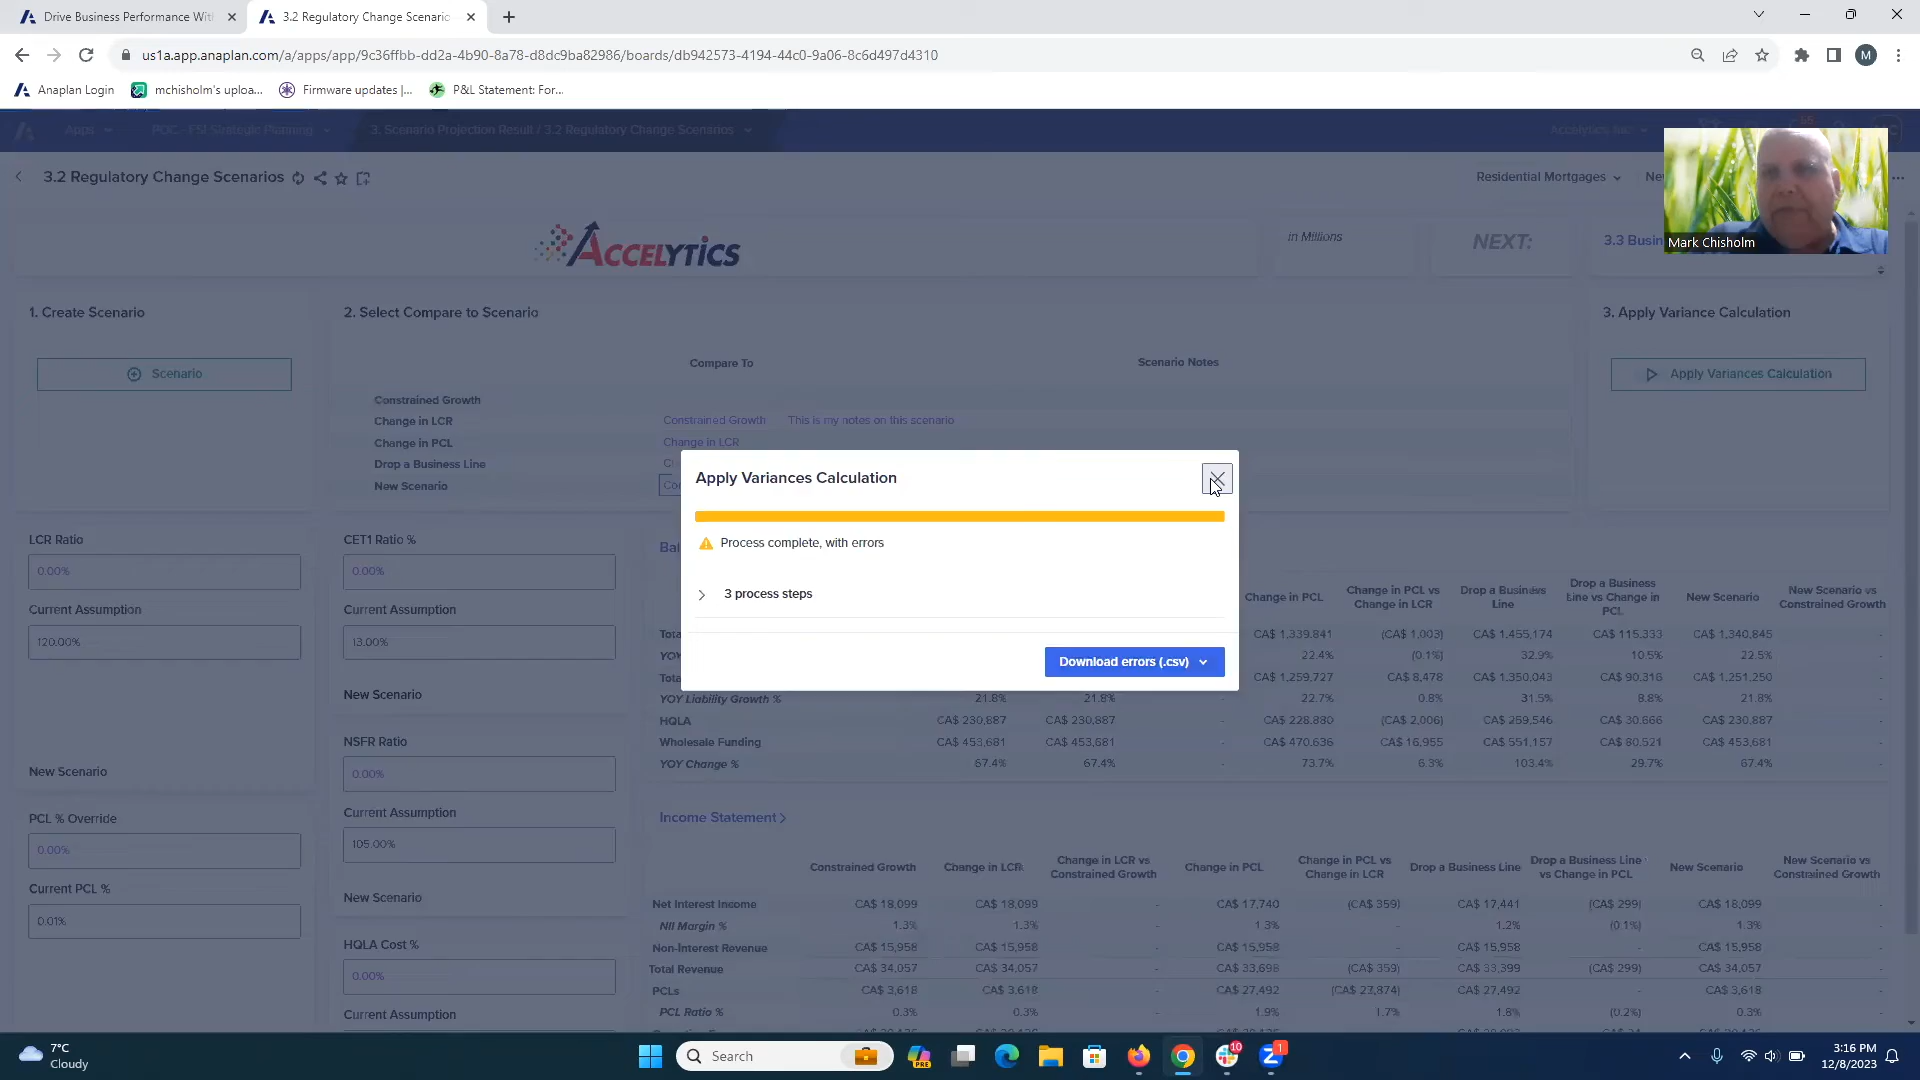 Drive Business Performance Wit
3.2 Regulatory Change Scenario
us1a.app.anaplan.com/a/apps/app/9c36ffbb-dd2a-4b90-8a78-d8dc9ba82986/boards/db942573-4194-44c0-9a06-8c6d497d4310
M
Anaplan Login
mchisholm's uploa...
Firmware updates |...
P&L Statement: For...
Apps
POC - FSI Strategic Planning
3. Scenario Projection Result / 3.2 Regulatory Change Scenarios
3.2 Regulatory Change Scenarios
Residential Mortgages
Mark Chisholm
ACCELYTICS
in Millions
NEXT:
3.3 Busin
1. Create Scenario
2. Select Compare to Scenario
3. Apply Variance Calculation
Scenario
Compare To
Scenario Notes
Apply Variances Calculation
Constrained Growth
Change in LCR Constrained Growth This is my notes on this scenario
Change in PCL Change in LCR
Drop a Business Line
New Scenario
Apply Variances Calculation
Process complete, with errors
3 process steps
Download errors (.csv)
LCR Ratio
0.00%
Current Assumption
120.00%
New Scenario
PCL % Override
0.00%
Current PCL %
0.01%
CET1 Ratio %
0.00%
Current Assumption
13.00%
New Scenario
NSFR Ratio
0.00%
Current Assumption
105.00%
New Scenario
HQLA Cost %
0.00%
Current Assumption
Bal
Change in PCL Change in PCL vs Change in LCR Drop a Business Line Drop a Business Line vs Change in PCL New Scenario New Scenario vs Constrained Growth
Tota CA$ 1,339,841 (CA$ 1,003) CA$ 1,455,174 CA$ 115,333 CA$ 1,340,845 -
YOY 22.4% (0.1%) 32.9% 10.5% 22.5% -
Tota CA$ 1,259,727 CA$ 8,478 CA$ 1,350,043 CA$ 90,316 CA$ 1,251,250 -
YOY Liability Growth % 21.8% 21.8% - 22.7% 0.8% 31.5% 8.8% 21.8% -
HQLA CA$ 230,887 CA$ 230,887 - CA$ 228,880 (CA$ 2,006) CA$ 259,546 CA$ 30,666 CA$ 230,887 -
Wholesale Funding CA$ 453,681 CA$ 453,681 - CA$ 470,636 CA$ 16,955 CA$ 551,157 CA$ 80,521 CA$ 453,681 -
YOY Change % 67.4% 67.4% - 73.7% 6.3% 103.4% 29.7% 67.4% -
Income Statement >
Constrained Growth Change in LCR Change in LCR vs Constrained Growth Change in PCL Change in PCL vs Change in LCR Drop a Business Line Drop a Business Line vs Change in PCL New Scenario New Scenario vs Constrained Growth
Net Interest Income CA$ 18,099 CA$ 18,099 - CA$ 17,740 (CA$ 359) CA$ 17,441 (CA$ 299) CA$ 18,099 -
NII Margin % 1.3% 1.3% - 1.3% - 1.2% (0.1%) 1.3% -
Non-Interest Revenue CA$ 15,958 CA$ 15,958 - CA$ 15,958 - CA$ 15,958 - CA$ 15,958 -
Total Revenue CA$ 34,057 CA$ 34,057 - CA$ 33,698 (CA$ 359) CA$ 33,399 (CA$ 299) CA$ 34,057 -
PCLs CA$ 3,618 CA$ 3,618 - CA$ 27,492 (CA$ 23,874) CA$ 27,492 - CA$ 3,618 -
PCL Ratio % 0.3% 0.3% - 1.9% 1.7% 1.8% (0.2%) 0.3% -
7°C
Cloudy
Search
PRE
10
1
3:16 PM
12/8/2023